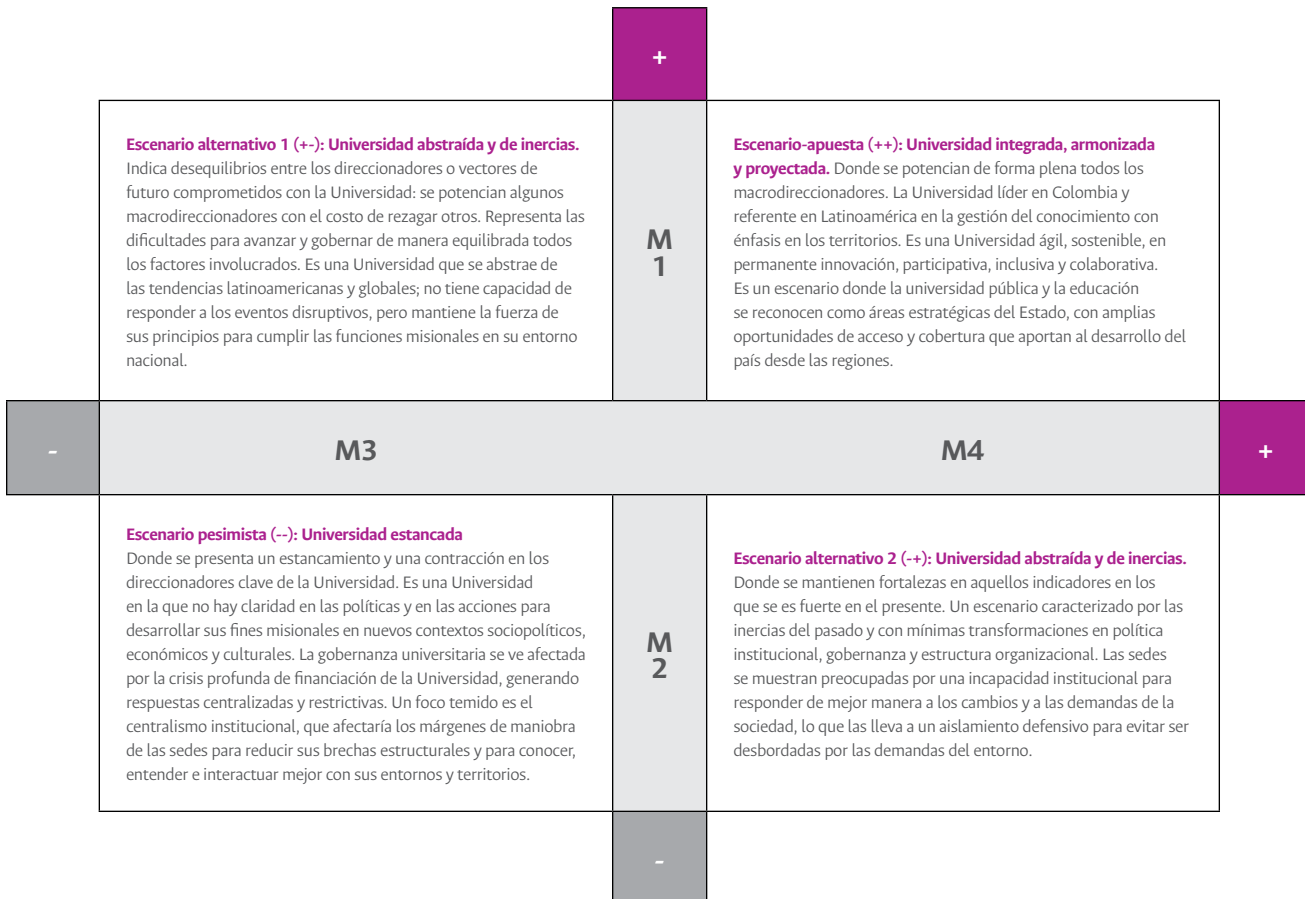 +
Escenario alternativo 1 (+-): Universidad abstraída y de inercias.
Indica desequilibrios entre los direccionadores o vectores de
futuro comprometidos con la Universidad: se potencian algunos
macrodireccionadores con el costo de rezagar otros. Representa las
dificultades para avanzar y gobernar de manera equilibrada todos
los factores involucrados. Es una Universidad que se abstrae de
las tendencias latinoamericanas y globales; no tiene capacidad de
responder a los eventos disruptivos, pero mantiene la fuerza de
sus principios para cumplir las funciones misionales en su entorno
nacional.
M
1
Escenario-apuesta (++): Universidad integrada, armonizada
y proyectada. Donde se potencian de forma plena todos los
macrodireccionadores. La Universidad líder en Colombia y
referente en Latinoamérica en la gestión del conocimiento con
énfasis en los territorios. Es una Universidad ágil, sostenible, en
permanente innovación, participativa, inclusiva y colaborativa.
Es un escenario donde la universidad pública y la educación
se reconocen como áreas estratégicas del Estado, con amplias
oportunidades de acceso y cobertura que aportan al desarrollo del
país desde las regiones.
-
M3
M4
+
Escenario pesimista (--): Universidad estancada
Donde se presenta un estancamiento y una contracción en los
direccionadores clave de la Universidad. Es una Universidad
en la que no hay claridad en las políticas y en las acciones para
desarrollar sus fines misionales en nuevos contextos sociopolíticos,
económicos y culturales. La gobernanza universitaria se ve afectada
por la crisis profunda de financiación de la Universidad, generando
respuestas centralizadas y restrictivas. Un foco temido es el
centralismo institucional, que afectaría los márgenes de maniobra
de las sedes para reducir sus brechas estructurales y para conocer,
entender e interactuar mejor con sus entornos y territorios.
M
2
Escenario alternativo 2 (-+): Universidad abstraída y de inercias.
Donde se mantienen fortalezas en aquellos indicadores en los
que se es fuerte en el presente. Un escenario caracterizado por las
inercias del pasado y con mínimas transformaciones en política
institucional, gobernanza y estructura organizacional. Las sedes
se muestran preocupadas por una incapacidad institucional para
responder de mejor manera a los cambios y a las demandas de la
sociedad, lo que las lleva a un aislamiento defensivo para evitar ser
desbordadas por las demandas del entorno.
-